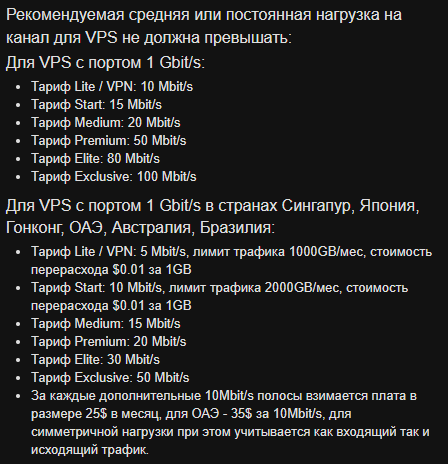 Рекомендуемая средняя или постоянная нагрузка на
канал для VPS не должна превышать:
Для VPS с портом 1 Gbit/s:
• Тариф Lite / VPN: 10 Mbit/s
• Тариф Start: 15 Mbit/s
• Тариф Medium: 20 Mbit/s
• Тариф Premium: 50 Mbit/s
• Тариф Elite: 80 Mbit/s
• Тариф Exclusive: 100 Mbit/s
Для VPS с портом 1 Gbit/s в странах Сингапур, Япония,
Гонконг, ОАЭ, Австралия, Бразилия:
• Тариф Lite / VPN: 5 Mbit/s, лимит трафика 1000GB/мес, стоимость
перерасхода $0.01 за 1GB
• Тариф Start: 10 Mbit/s, лимит трафика 2000GB/мес, стоимость
перерасхода $0.01 за 1GB
• Тариф Medium: 15 Mbit/s
• Тариф Premium: 20 Mbit/s
• Тариф Elite: 30 Mbit/s
• Тариф Exclusive: 50 Mbit/s
• За каждые дополнительные 10Mbit/s полосы взимается плата в
размере 25$ в месяц, для ОАЭ - 35$ за 10Mbit/s, для
симметричной нагрузки при этом учитывается как входящий так и
исходящий трафик.